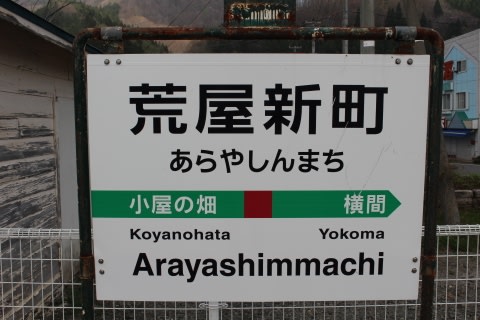 荒屋新町
あらやしんまち
小屋の畑 横間
Koyanohata Yokoma
Arayashimmachi